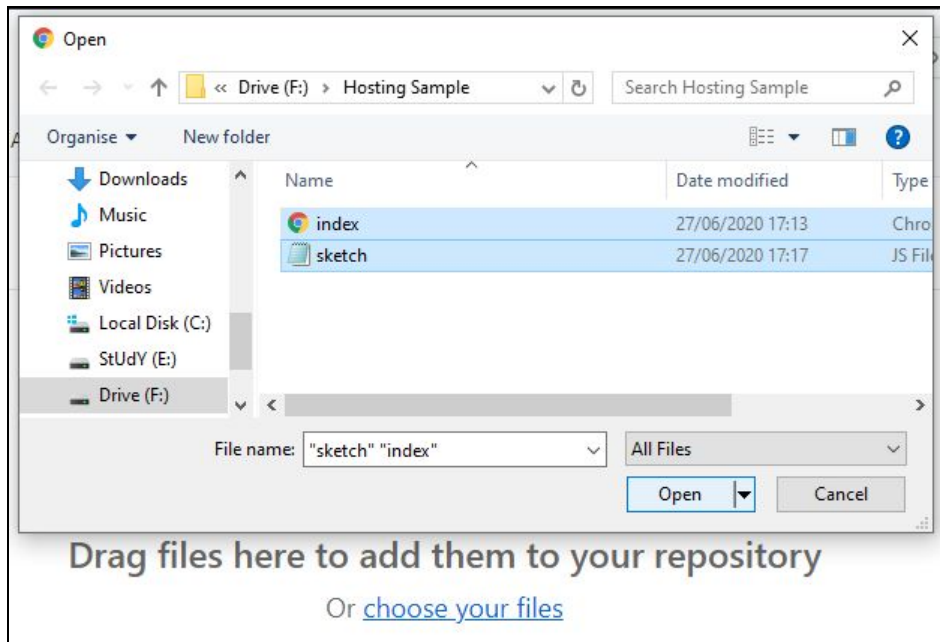 Open
« Drive (F:) › Hosting Sample
Search Hosting Sample
Organise
New folder
Downloads
Music
Pictures
Videos
Local Disk (C:)
StUdY (E:)
Drive (F:)
Name Date modified Type
index 27/06/2020 17:13 Chro
sketch 27/06/2020 17:17 JS File
File name: "sketch" "index"
All Files
Open
Cancel
Drag files here to add them to your repository
Or choose your files